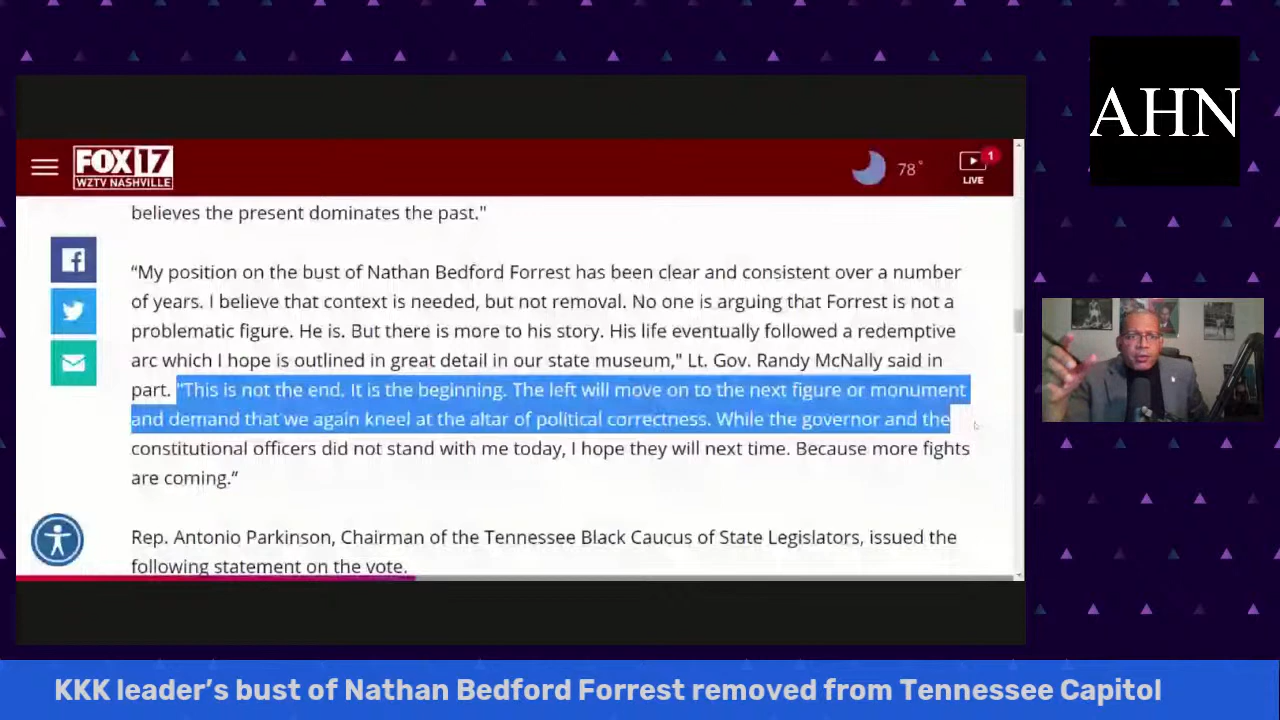 AHN
FOX 17
WZTV NASHVILLE
78°
1
LIVE
believes the present dominates the past."
“My position on the bust of Nathan Bedford Forrest has been clear and consistent over a number
of years. I believe that context is needed, but not removal. No one is arguing that Forrest is not a
problematic figure. He is. But there is more to his story. His life eventually followed a redemptive
arc which I hope is outlined in great detail in our state museum," Lt. Gov. Randy McNally said in
part. "This is not the end. It is the beginning. The left will move on to the next figure or monument
and demand that we again kneel at the altar of political correctness. While the governor and the
constitutional officers did not stand with me today, I hope they will next time. Because more fights
are coming.”
Rep. Antonio Parkinson, Chairman of the Tennessee Black Caucus of State Legislators, issued the
following statement on the vote.
KKK leader’s bust of Nathan Bedford Forrest removed from Tennessee Capitol